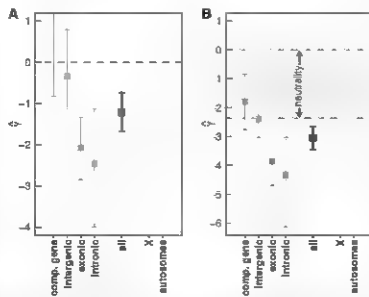 A
1
0
-1
-2
-3
-4
γ̂
comp. gene
intergenic
exonic
intronic
all
X
autosomes
B
1
0
-1
-2
-3
-4
-5
-6
γ̂
neutrality
comp. gene
intergenic
exonic
intronic
all
X
autosomes